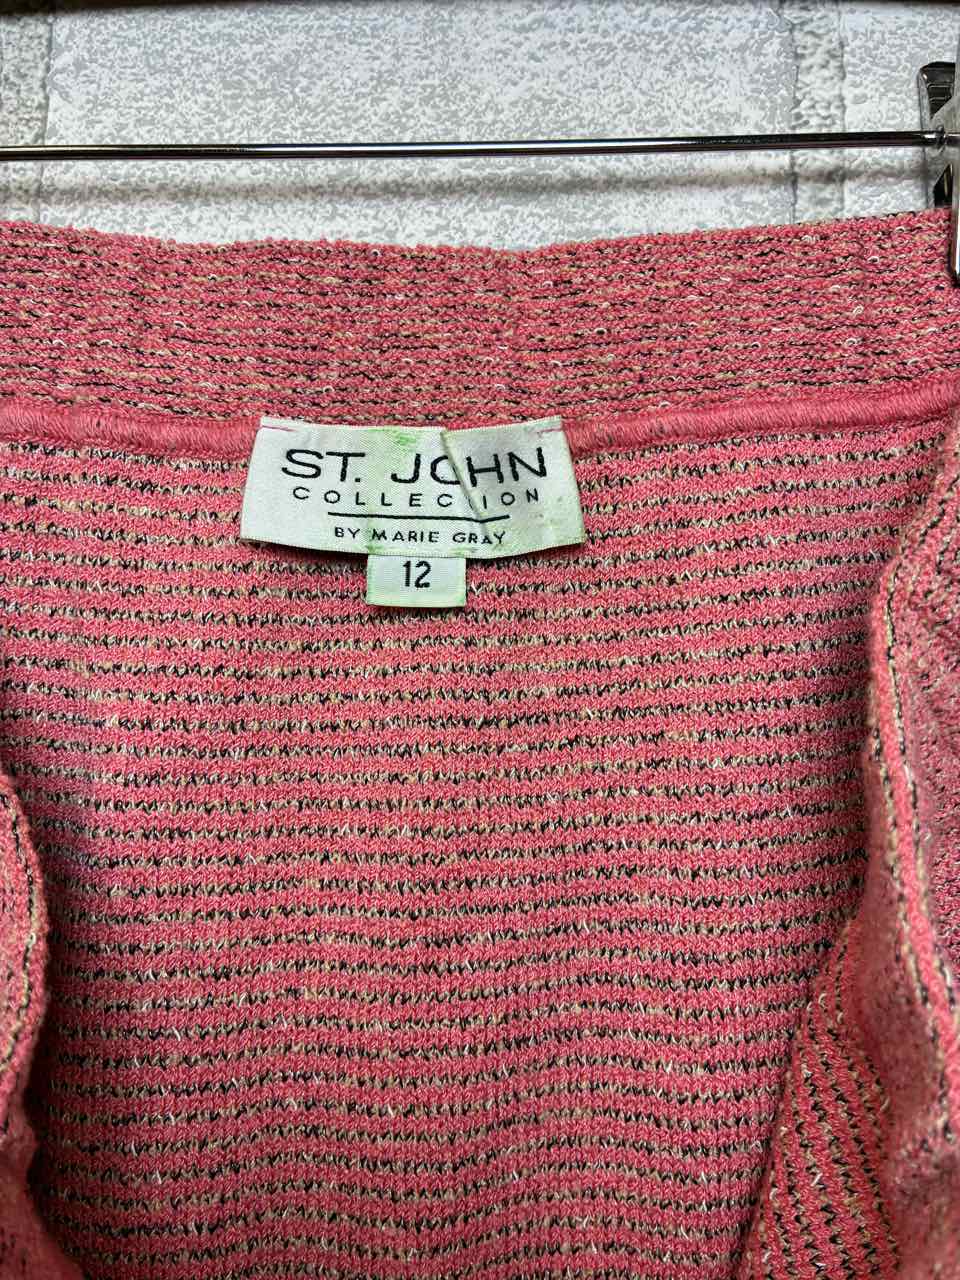 ST. JOHN
COLLECTION
BY MARIE GRAY
12